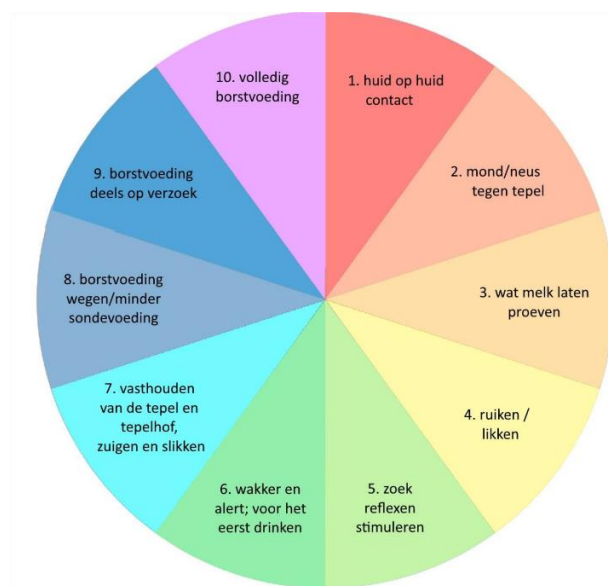 1. huid op huid
contact
2. mond/neus
tegen tepel
3. wat melk laten
proeven
4. ruiken /
likken
5. zoek
reflexen
stimuleren
6. wakker en
alert; voor het
eerst drinken
7. vasthouden
van de tepel en
tepelhof,
zuigen en slikken
8. borstvoeding
wegen/minder
sondevoeding
9. borstvoeding
deels op verzoek
10. volledig
borstvoeding